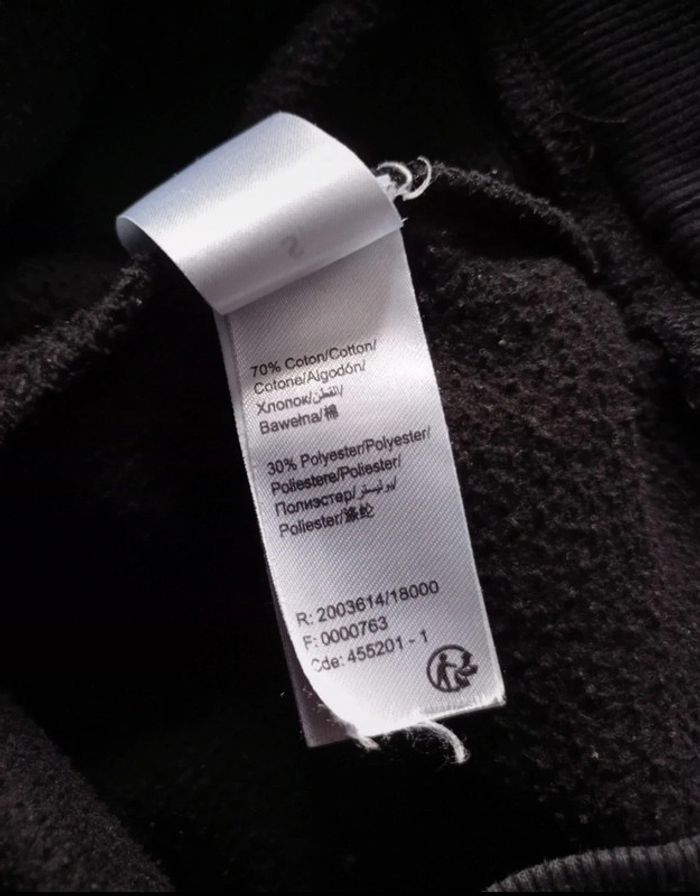 S
70% Coton/Cotton/
Cotone/Algodón/
Хлопок/القطن/
Bawełna/棉
30% Polyester/Polyester/
Poliestere/Poliester/
Полиэстер/بوليستر/
Poliester/涤纶
R: 2003614/18000
F: 0000763
Cde: 455201 - 1